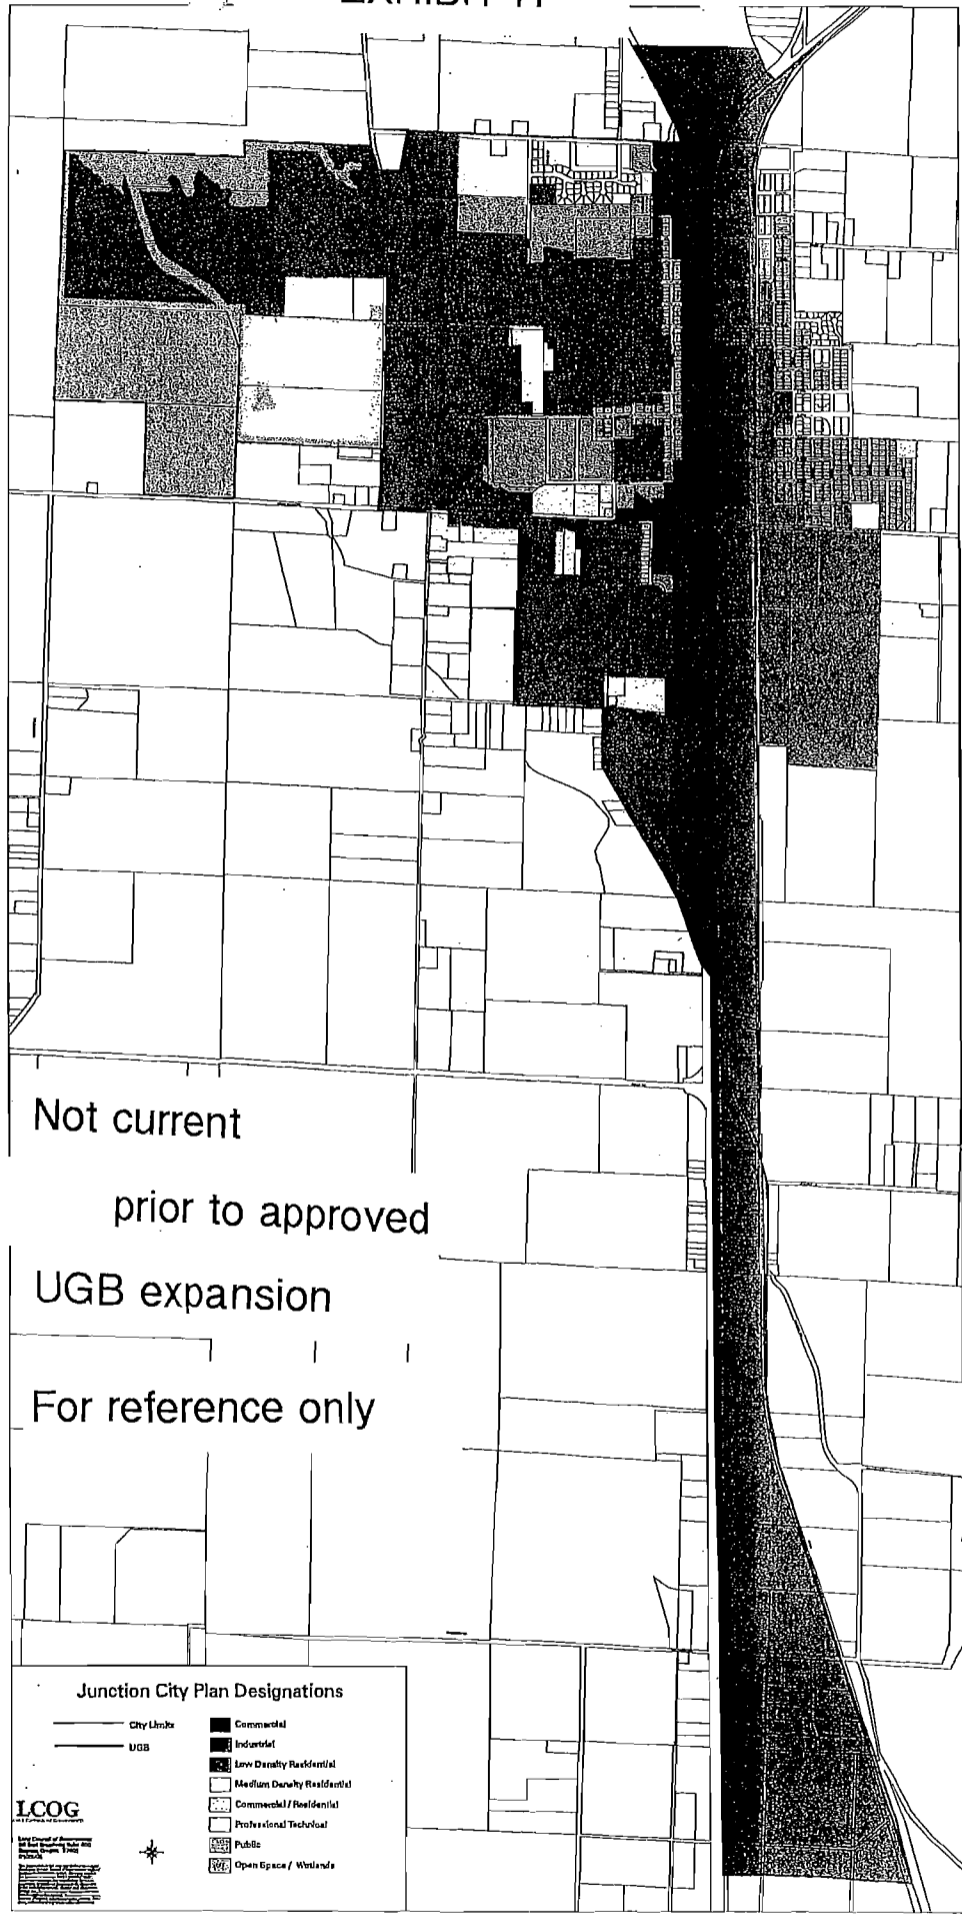 Not current
prior to approved
UGB expansion
For reference only
Junction City Plan Designations
City Limits
UGB
Commercial
Industrial
Low Density Residential
Medium Density Residential
Commercial / Residential
Professional Technical
Public
Open Space / Wetlands
LCOG